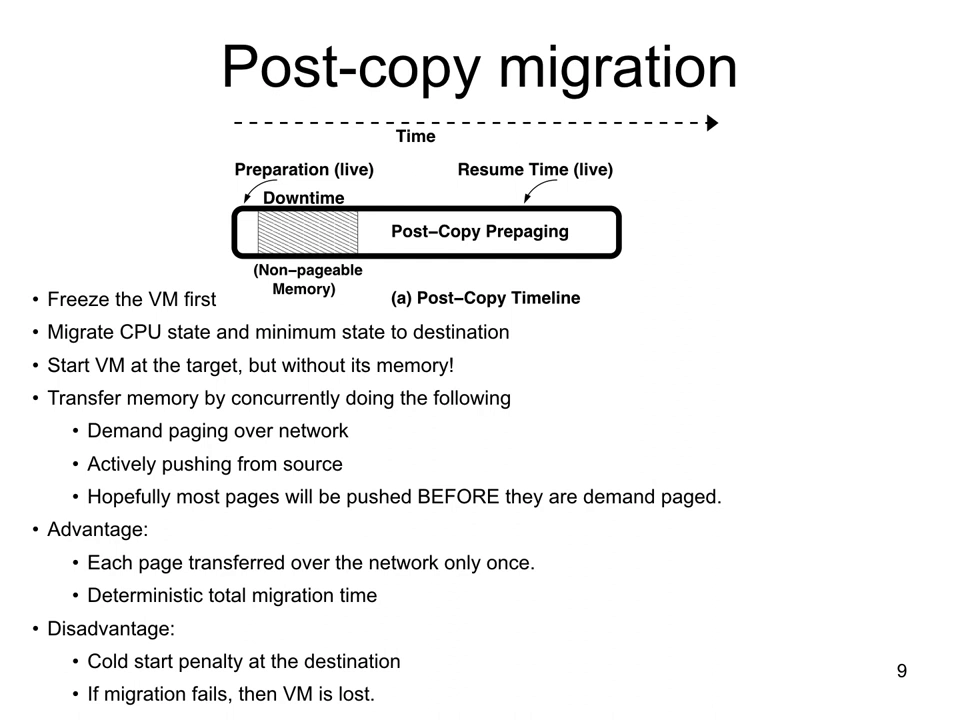 Post-copy migration
Time
Preparation (live)
Resume Time (live)
Downtime
Post–Copy Prepaging
(Non–pageable
Memory)
(a) Post–Copy Timeline
• Freeze the VM first
• Migrate CPU state and minimum state to destination
• Start VM at the target, but without its memory!
• Transfer memory by concurrently doing the following
• Demand paging over network
• Actively pushing from source
• Hopefully most pages will be pushed BEFORE they are demand paged.
• Advantage:
• Each page transferred over the network only once.
• Deterministic total migration time
• Disadvantage:
• Cold start penalty at the destination
• If migration fails, then VM is lost.
9